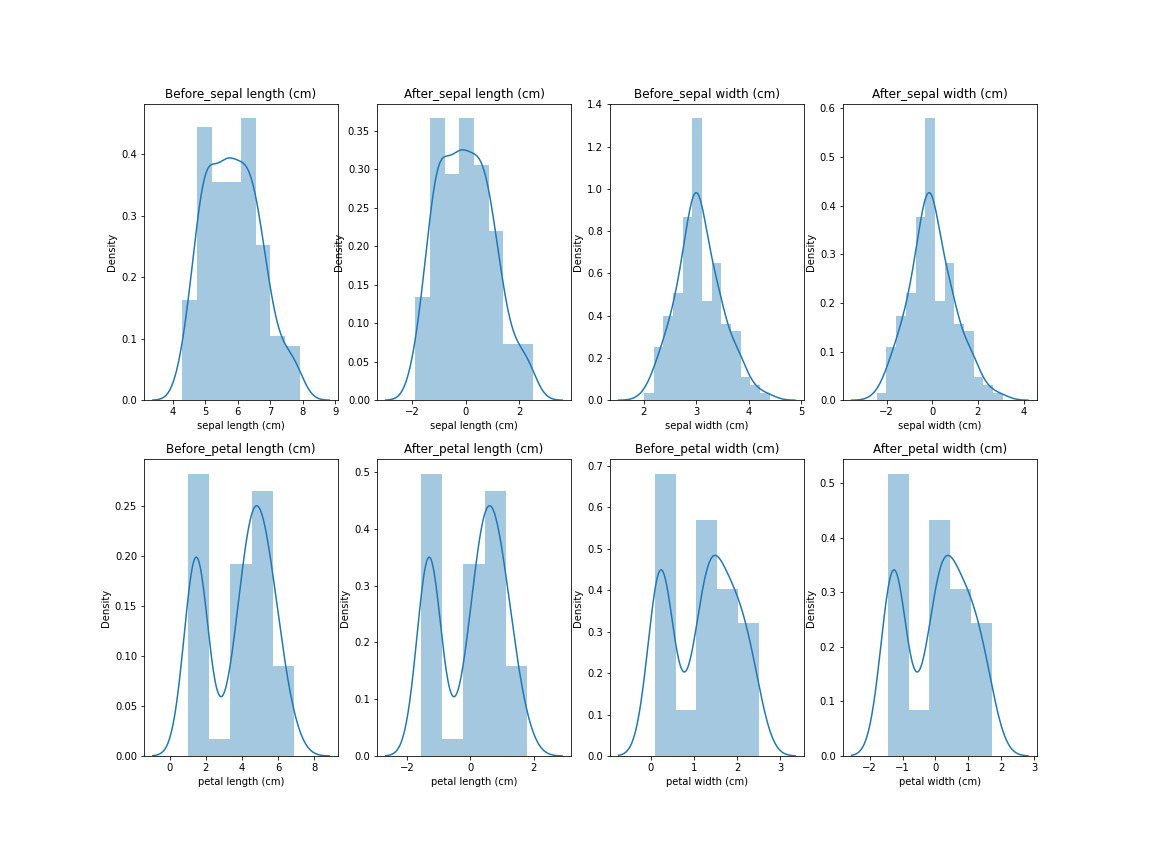 Before_sepal length (cm)
0.4
0.3
0.2
0.1
0.0
Density
4 5 6 7 8 9
sepal length (cm)
After_sepal length (cm)
0.35
0.30
0.25
0.20
0.15
0.10
0.05
0.00
Density
−2 0 2
sepal length (cm)
Before_sepal width (cm)
1.4
1.2
1.0
0.8
0.6
0.4
0.2
0.0
Density
2 3 4 5
sepal width (cm)
After_sepal width (cm)
0.6
0.5
0.4
0.3
0.2
0.1
0.0
Density
−2 0 2 4
sepal width (cm)
Before_petal length (cm)
0.25
0.20
0.15
0.10
0.05
0.00
Density
0 2 4 6 8
petal length (cm)
After_petal length (cm)
0.5
0.4
0.3
0.2
0.1
0.0
Density
−2 0 2
petal length (cm)
Before_petal width (cm)
0.7
0.6
0.5
0.4
0.3
0.2
0.1
0.0
Density
0 1 2 3
petal width (cm)
After_petal width (cm)
0.5
0.4
0.3
0.2
0.1
0.0
Density
−2 −1 0 1 2 3
petal width (cm)